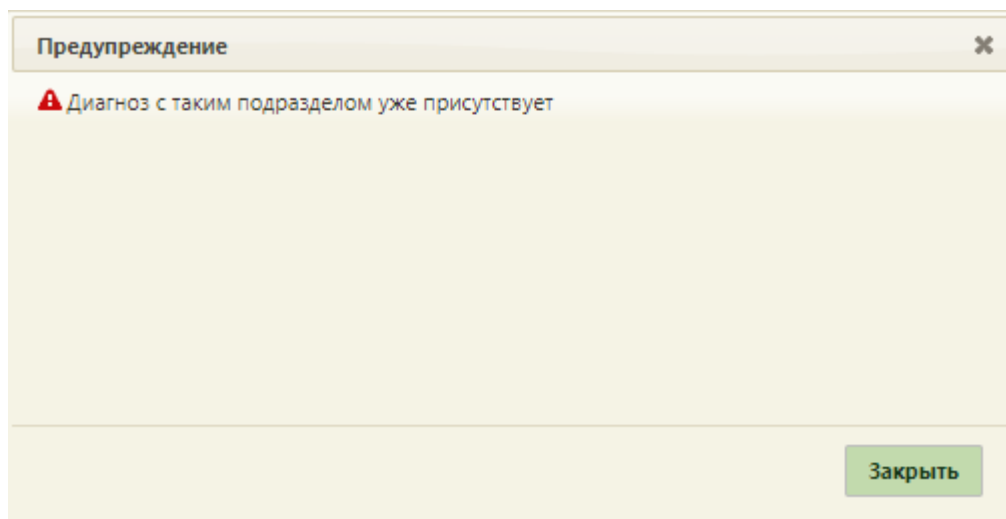 Предупреждение
Диагноз с таким подразделом уже присутствует
Закрыть